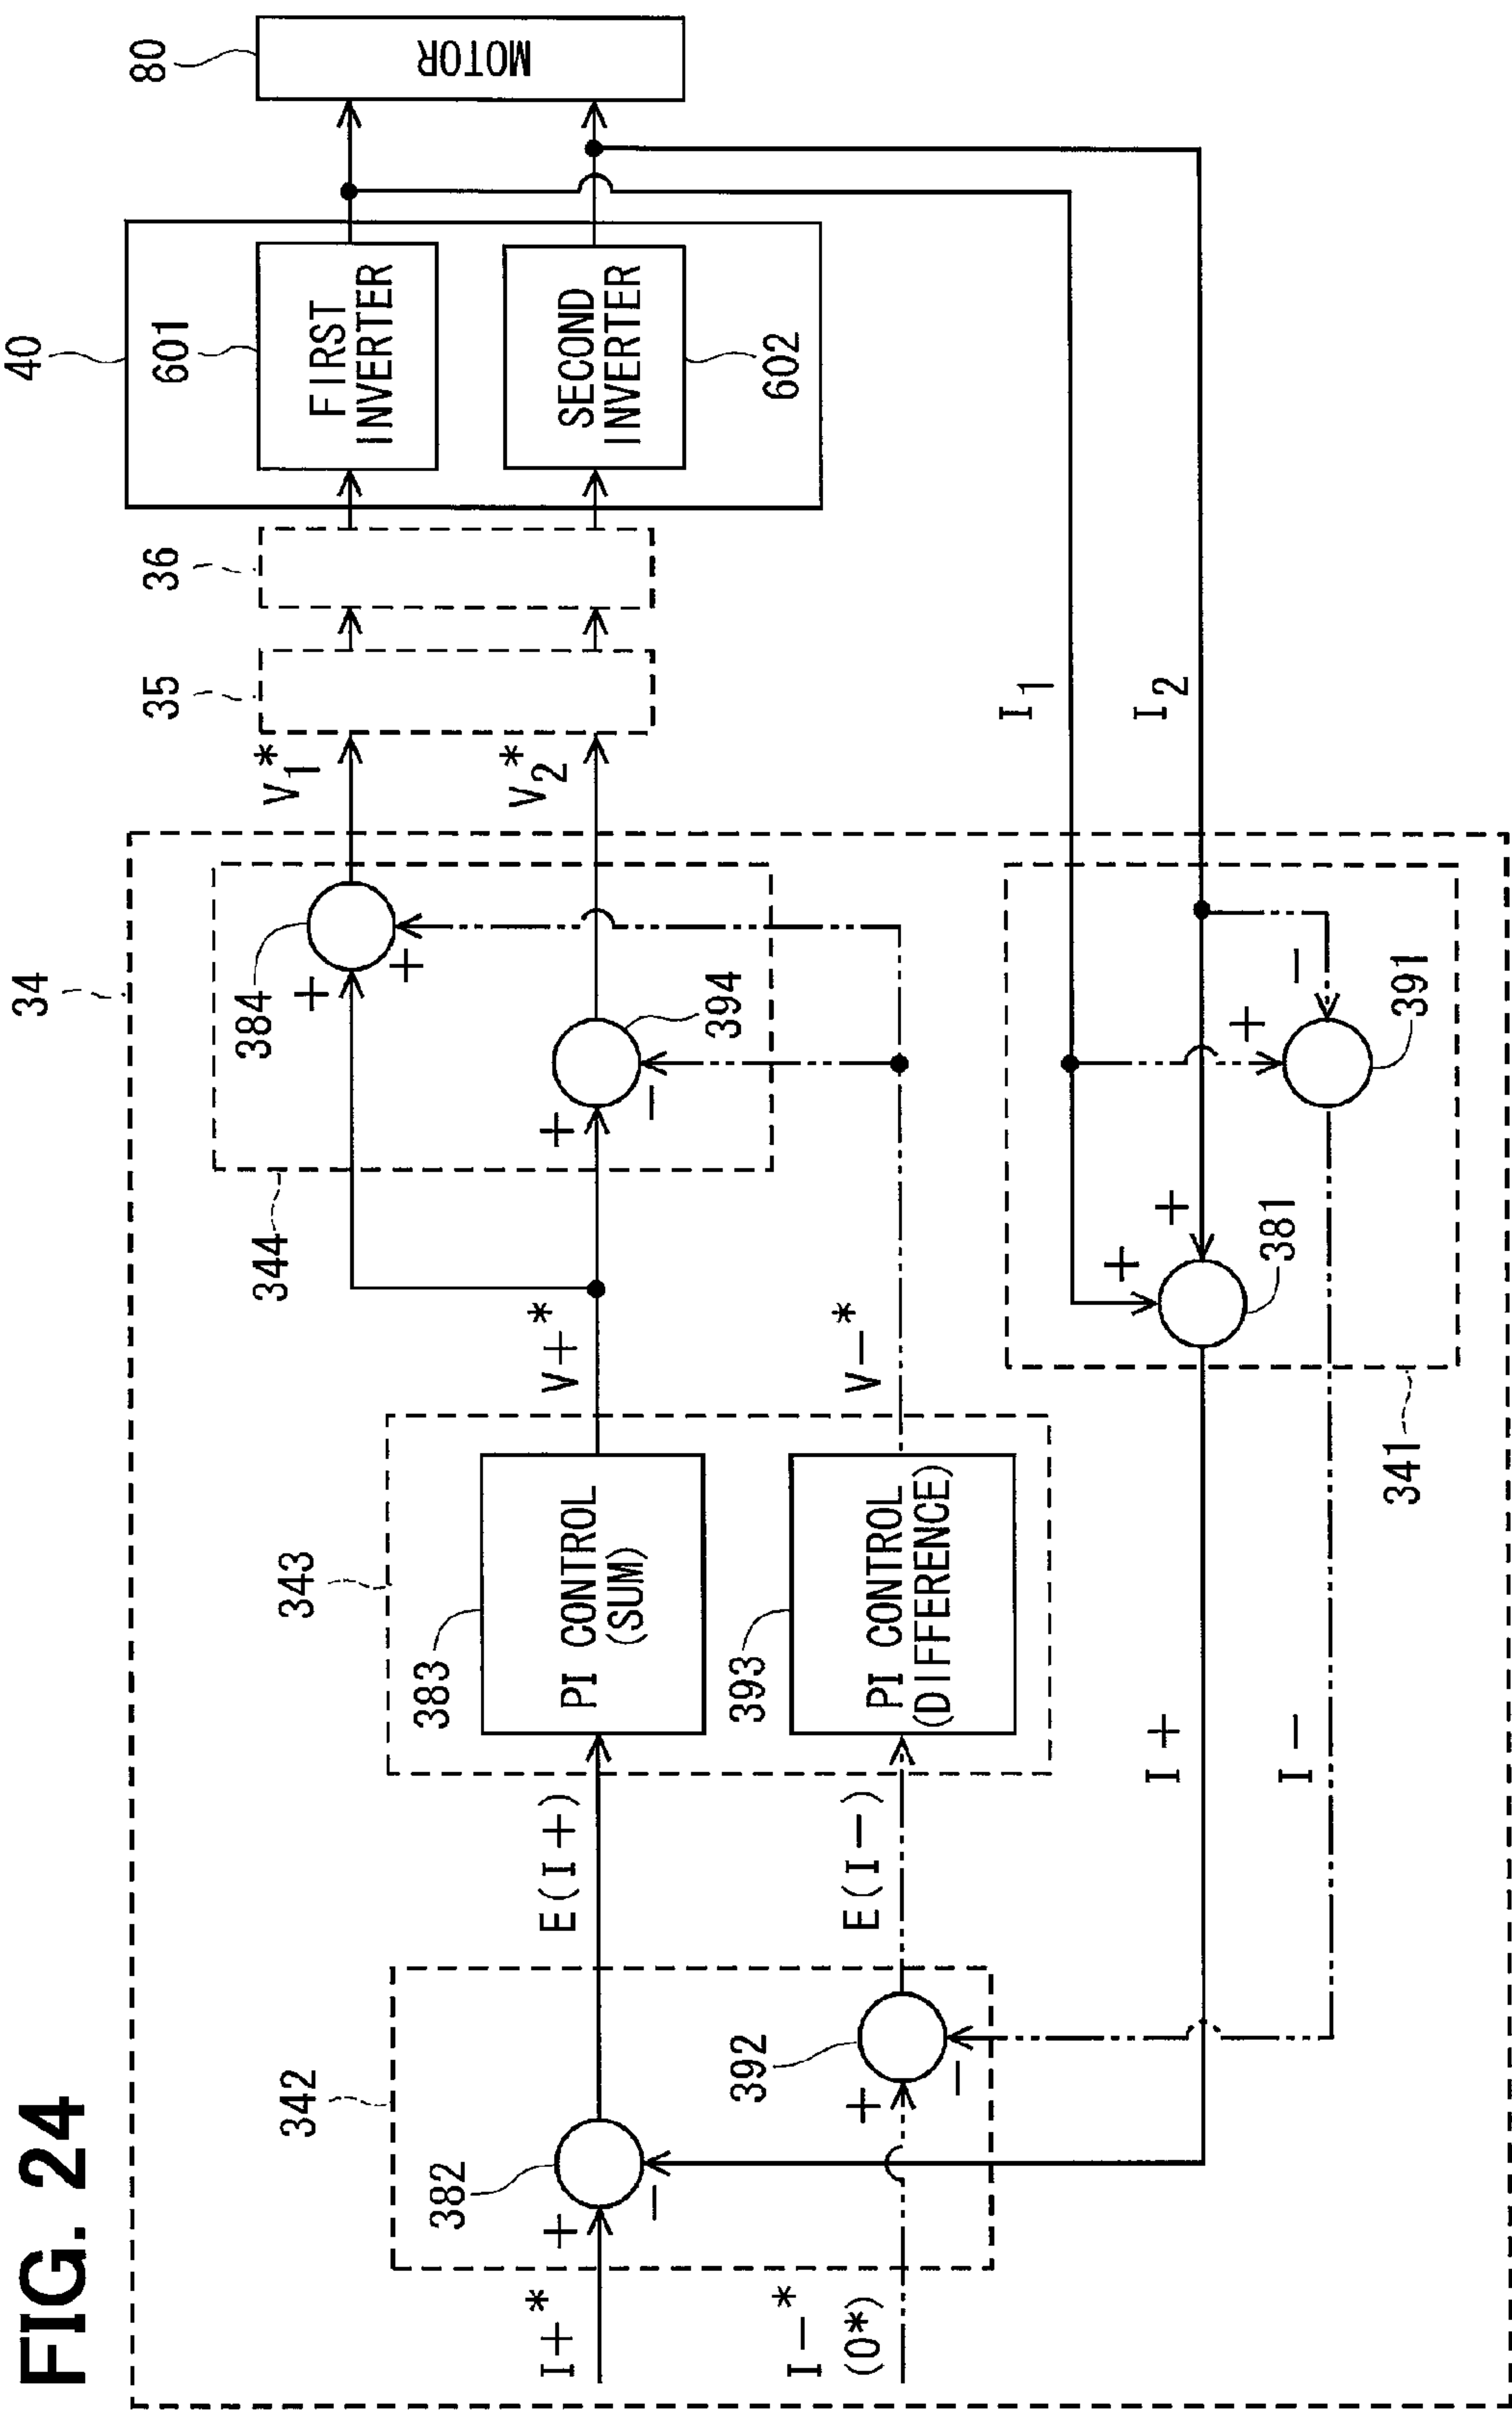 FIG. 24
34
342
343
344
341
I+*
I-*
(0*)
382
392
+
-
+
-
E(I+)
E(I-)
383
PI CONTROL
(SUM)
393
PI CONTROL
(DIFFERENCE)
V+*
V-*
384
394
+
+
+
-
V1*
V2*
35
36
40
601
FIRST
INVERTER
SECOND
INVERTER
602
80
MOTOR
I1
I2
+
+
381
+
-
391
I+
I-